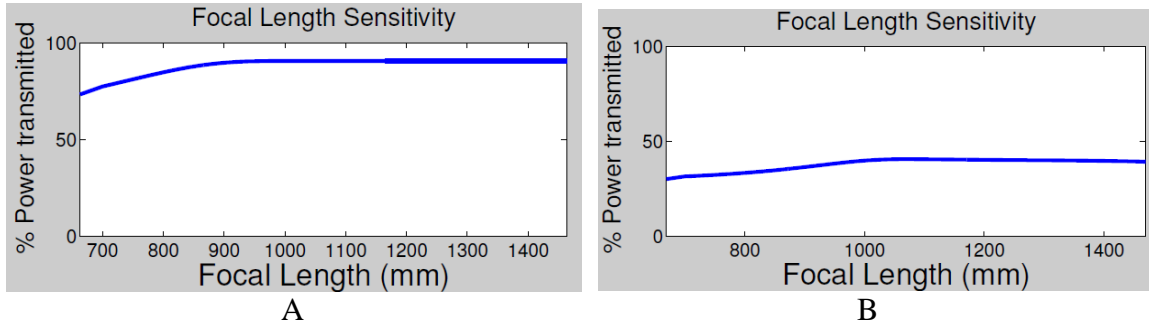 Focal Length Sensitivity
% Power transmitted
100
50
0
700 800 900 1000 1100 1200 1300 1400
Focal Length (mm)
A
Focal Length Sensitivity
% Power transmitted
100
50
0
800 1000 1200 1400
Focal Length (mm)
B